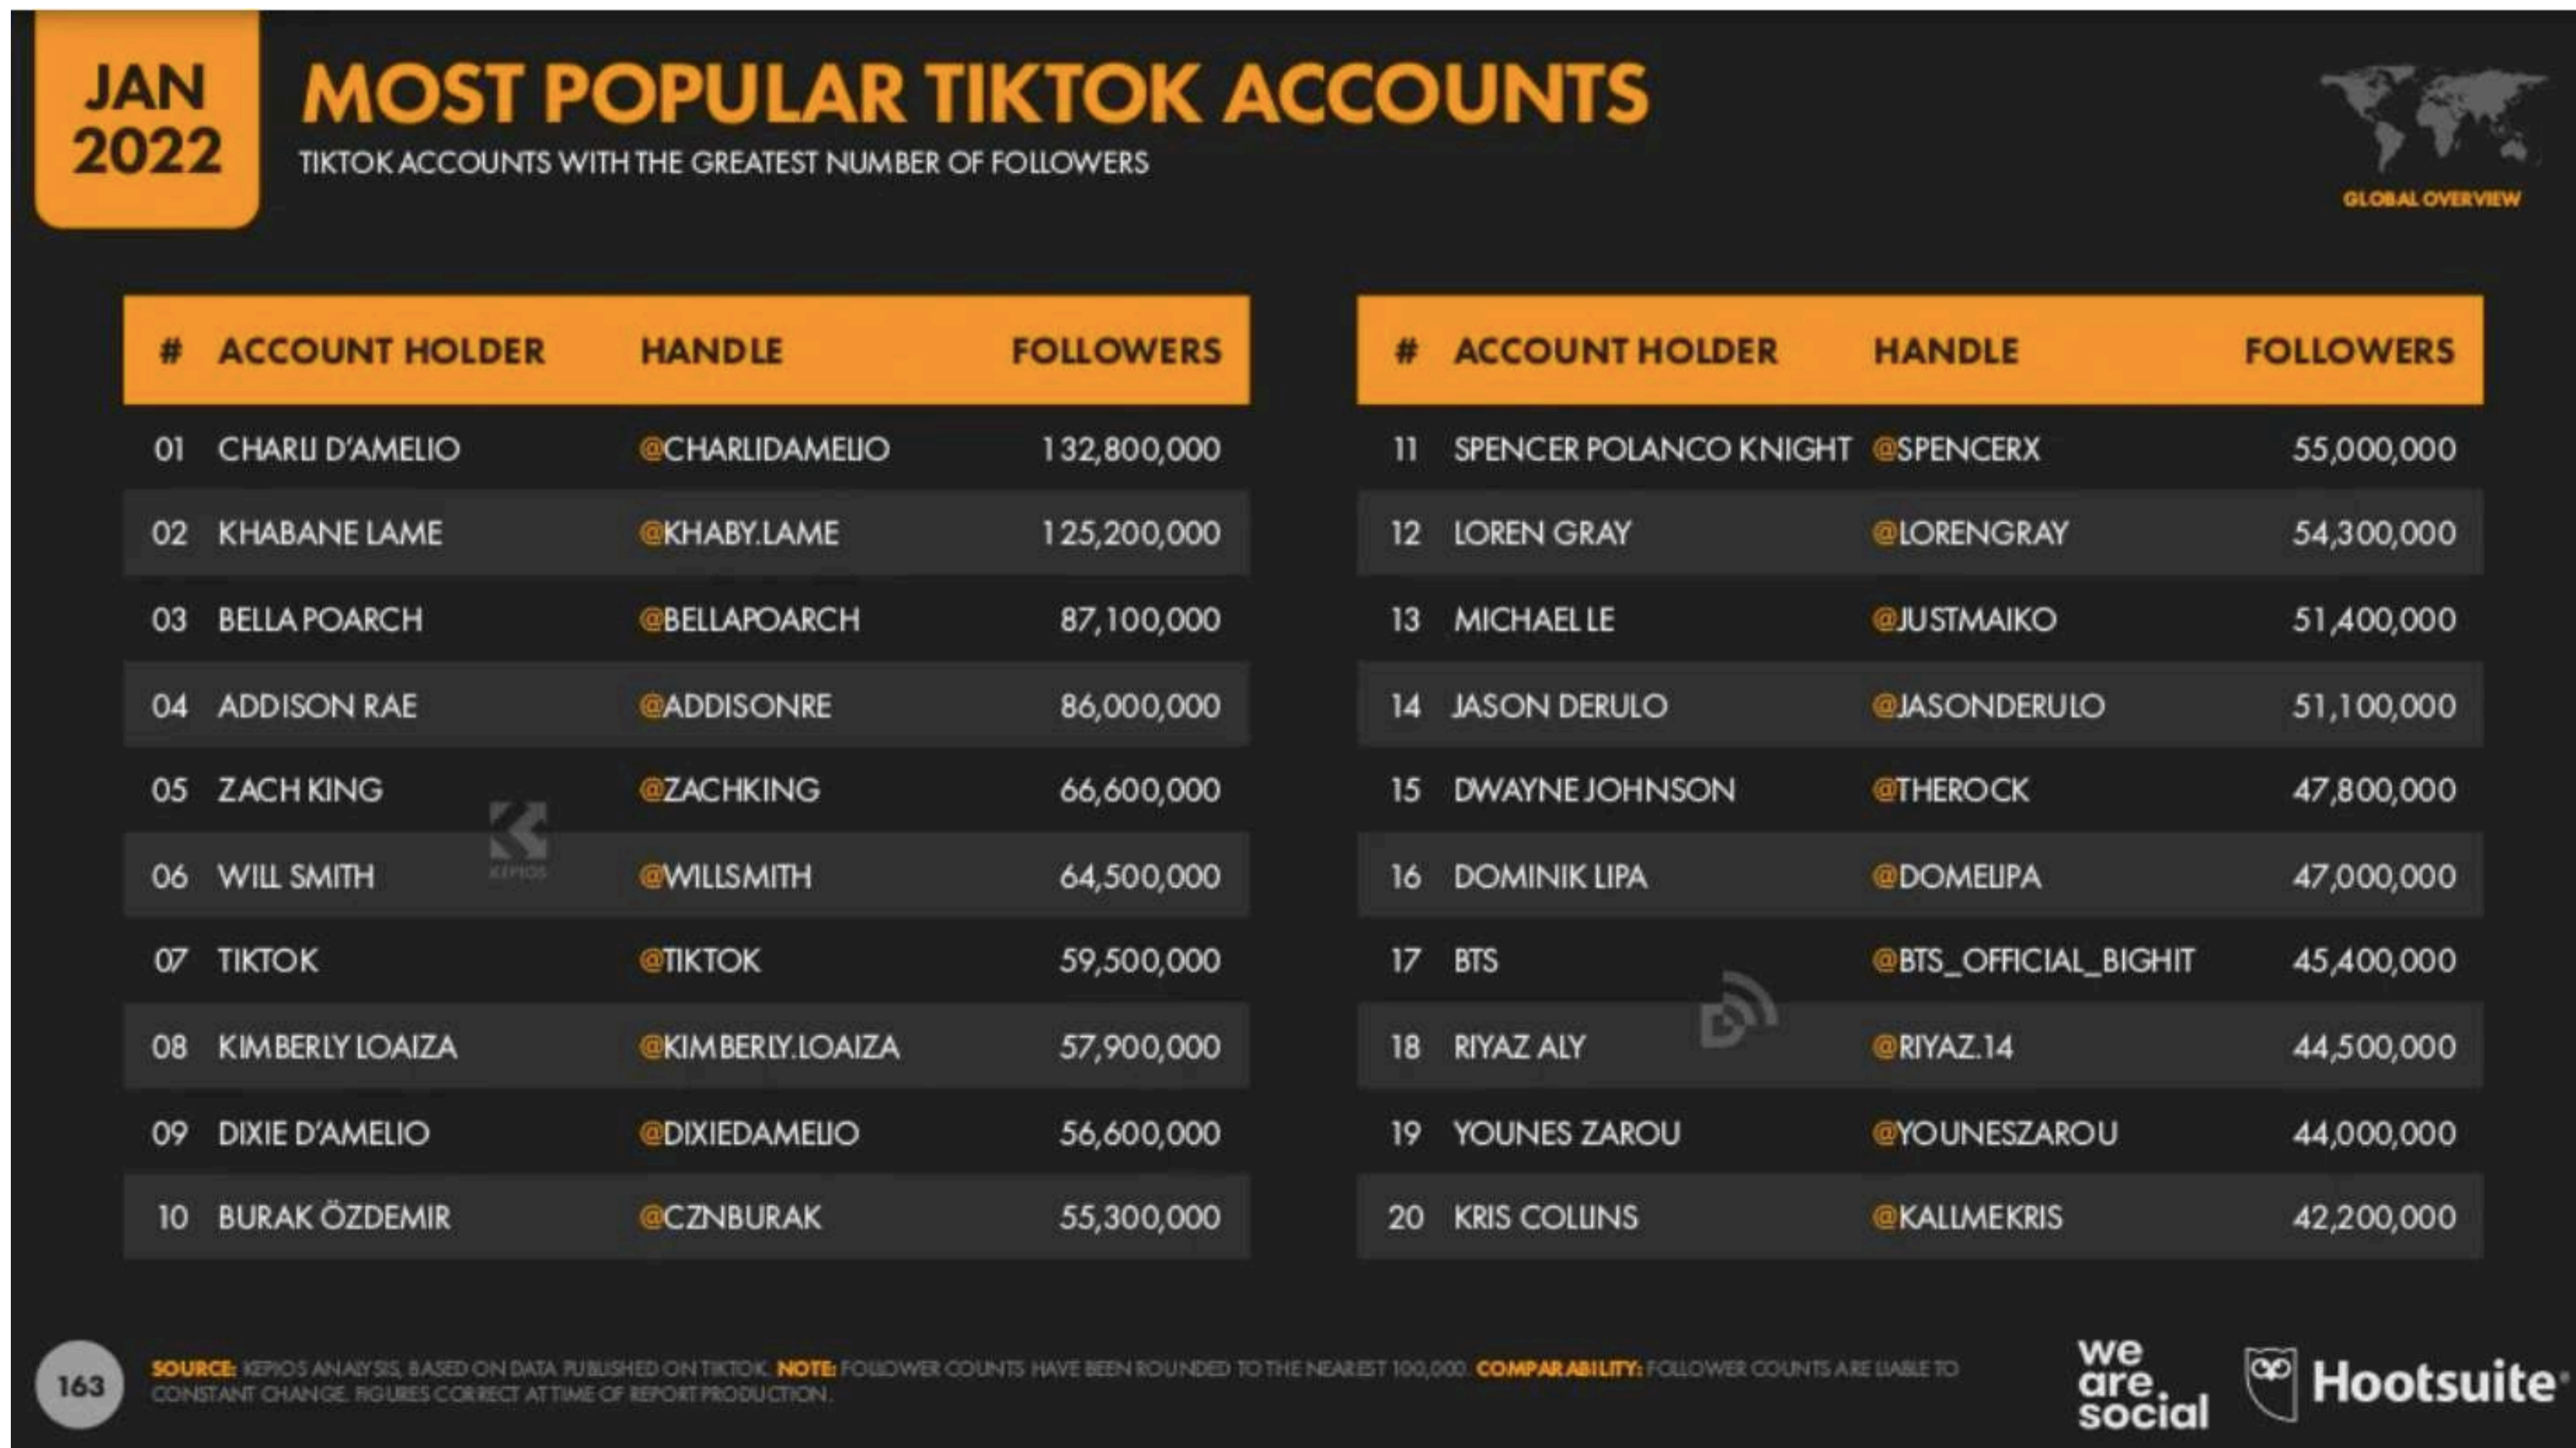 JAN
2022
MOST POPULAR TIKTOK ACCOUNTS
TIKTOK ACCOUNTS WITH THE GREATEST NUMBER OF FOLLOWERS
GLOBAL OVERVIEW
# ACCOUNT HOLDER HANDLE FOLLOWERS
01 CHARLI D'AMELIO @CHARLIDAMELIO 132,800,000
02 KHABANE LAME @KHABY.LAME 125,200,000
03 BELLA POARCH @BELLAPOARCH 87,100,000
04 ADDISON RAE @ADDISONRE 86,000,000
05 ZACH KING @ZACHKING 66,600,000
06 WILL SMITH @WILLSMITH 64,500,000
07 TIKTOK @TIKTOK 59,500,000
08 KIMBERLY LOAIZA @KIMBERLY.LOAIZA 57,900,000
09 DIXIE D'AMELIO @DIXIEDAMELIO 56,600,000
10 BURAK ÖZDEMIR @CZNBURAK 55,300,000
KEPIOS
# ACCOUNT HOLDER HANDLE FOLLOWERS
11 SPENCER POLANCO KNIGHT @SPENCERX 55,000,000
12 LOREN GRAY @LORENGRAY 54,300,000
13 MICHAEL LE @JUSTMAIKO 51,400,000
14 JASON DERULO @JASONDERULO 51,100,000
15 DWAYNE JOHNSON @THEROCK 47,800,000
16 DOMINIK LIPA @DOMELIPA 47,000,000
17 BTS @BTS_OFFICIAL_BIGHIT 45,400,000
18 RIYAZ ALY @RIYAZ.14 44,500,000
19 YOUNES ZAROU @YOUNESZAROU 44,000,000
20 KRIS COLLINS @KALLMEKRIS 42,200,000
163
SOURCE: KEPIOS ANALYSIS, BASED ON DATA PUBLISHED ON TIKTOK. NOTE: FOLLOWER COUNTS HAVE BEEN ROUNDED TO THE NEAREST 100,000. COMPARABILITY: FOLLOWER COUNTS ARE LIABLE TO
CONSTANT CHANGE. FIGURES CORRECT AT TIME OF REPORT PRODUCTION.
we
are.
social
Hootsuite®